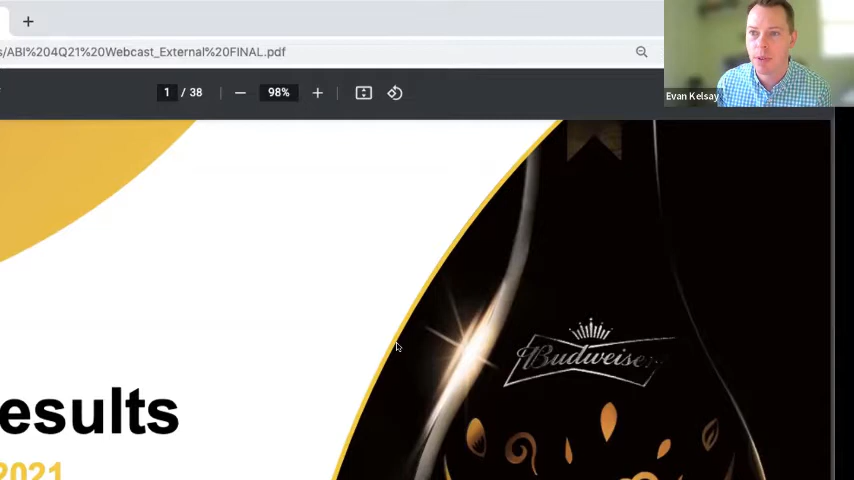 s/ABI%204Q21%20Webcast_External%20FINAL.pdf
1 / 38
98%
Evan Kelsay
Budweiser
esults
2021